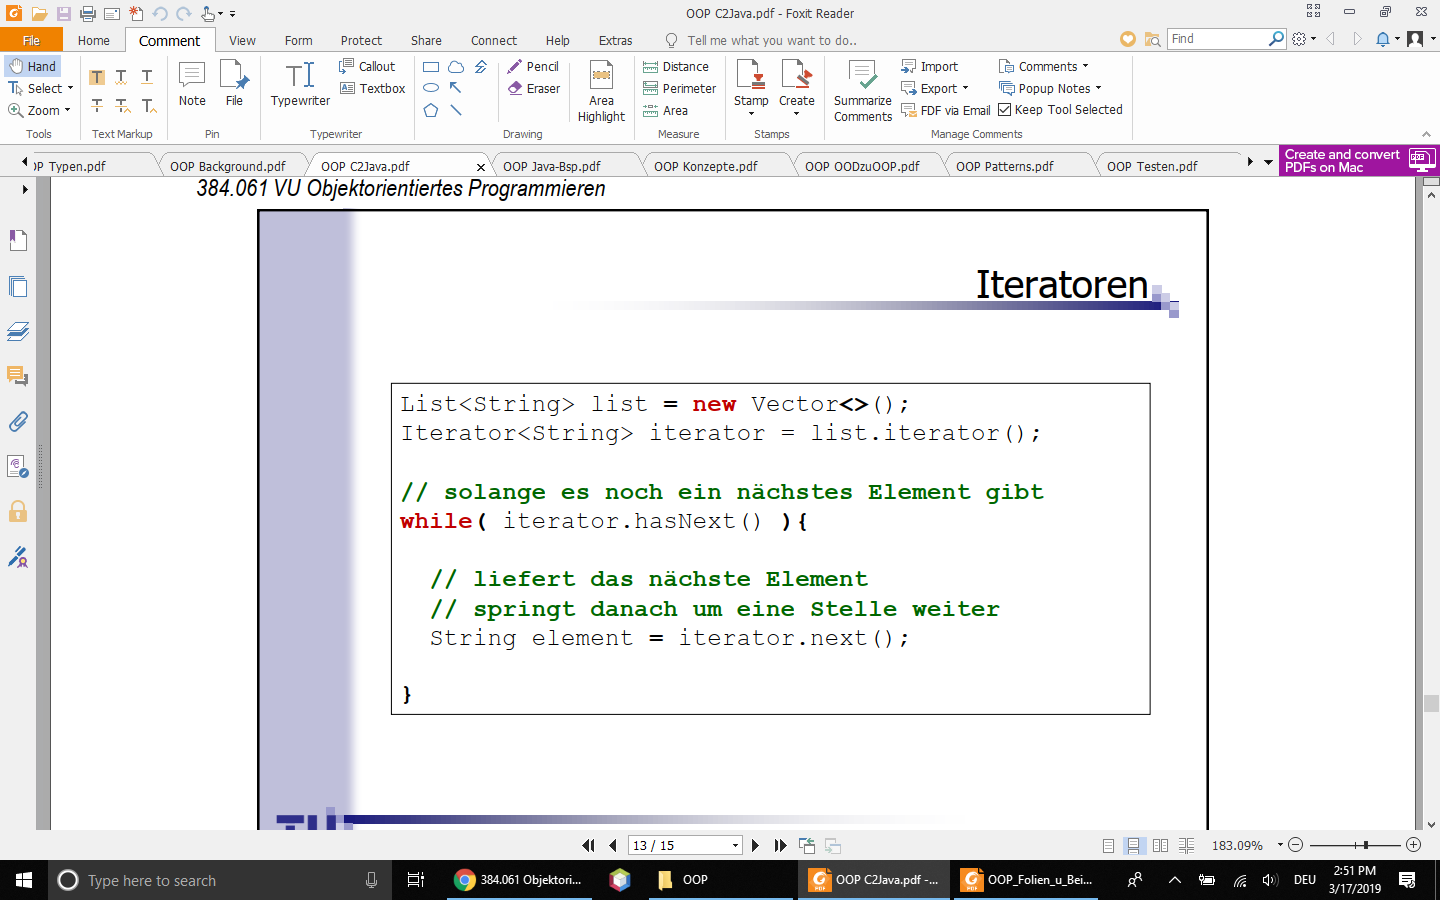 OOP C2Java.pdf - Foxit Reader
File Home Comment View Form Protect Share Connect Help Extras Tell me what you want to do.. Find
Hand
Select
Zoom
Tools
Text Markup
Note
File
Pin
Typewriter
Callout
Textbox
Typewriter
Pencil
Eraser
Drawing
Area
Highlight
Distance
Perimeter
Area
Measure
Stamp
Create
Stamps
Summarize
Comments
Import
Export
FDF via Email
Comments
Popup Notes
Keep Tool Selected
Manage Comments
OP Typen.pdf
OOP Background.pdf
OOP C2Java.pdf
OOP Java-Bsp.pdf
OOP Konzepte.pdf
OOP OODzuOOP.pdf
OOP Patterns.pdf
OOP Testen.pdf
Create and convert
PDFs on Mac
384.061 VU Objektorientiertes Programmieren
Iteratoren
List<String> list = new Vector<>();
Iterator<String> iterator = list.iterator();
// solange es noch ein nächstes Element gibt
while( iterator.hasNext() ){
// liefert das nächste Element
// springt danach um eine Stelle weiter
String element = iterator.next();
}
TU
13 / 15
183.09%
Type here to search
384.061 Objektori...
OOP
OOP C2Java.pdf -...
OOP_Folien_u_Bei...
DEU
2:51 PM
3/17/2019